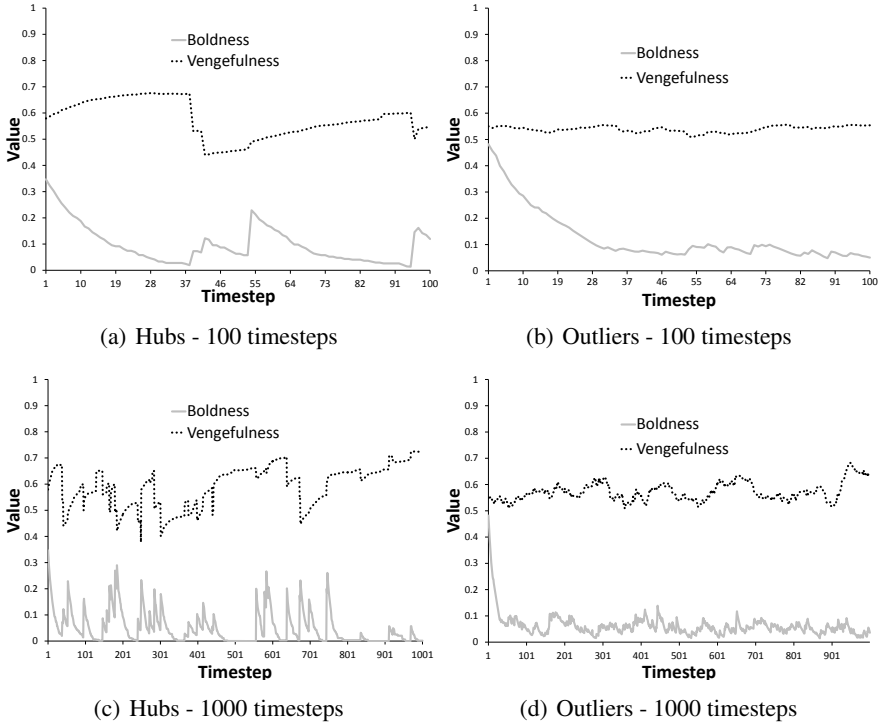 1
0.9
0.8
0.7
0.6
0.5
0.4
0.3
0.2
0.1
0
Value
Boldness
Vengefulness
1 10 19 28 37 46 55 64 73 82 91 100
Timestep
(a) Hubs - 100 timesteps
1
0.9
0.8
0.7
0.6
0.5
0.4
0.3
0.2
0.1
0
Value
Boldness
Vengefulness
1 10 19 28 37 46 55 64 73 82 91 100
Timestep
(b) Outliers - 100 timesteps
1
0.9
0.8
0.7
0.6
0.5
0.4
0.3
0.2
0.1
0
Value
Boldness
Vengefulness
1 101 201 301 401 501 601 701 801 901 1001
Timestep
(c) Hubs - 1000 timesteps
1
0.9
0.8
0.7
0.6
0.5
0.4
0.3
0.2
0.1
0
Value
Boldness
Vengefulness
1 101 201 301 401 501 601 701 801 901
Timestep
(d) Outliers - 1000 timesteps